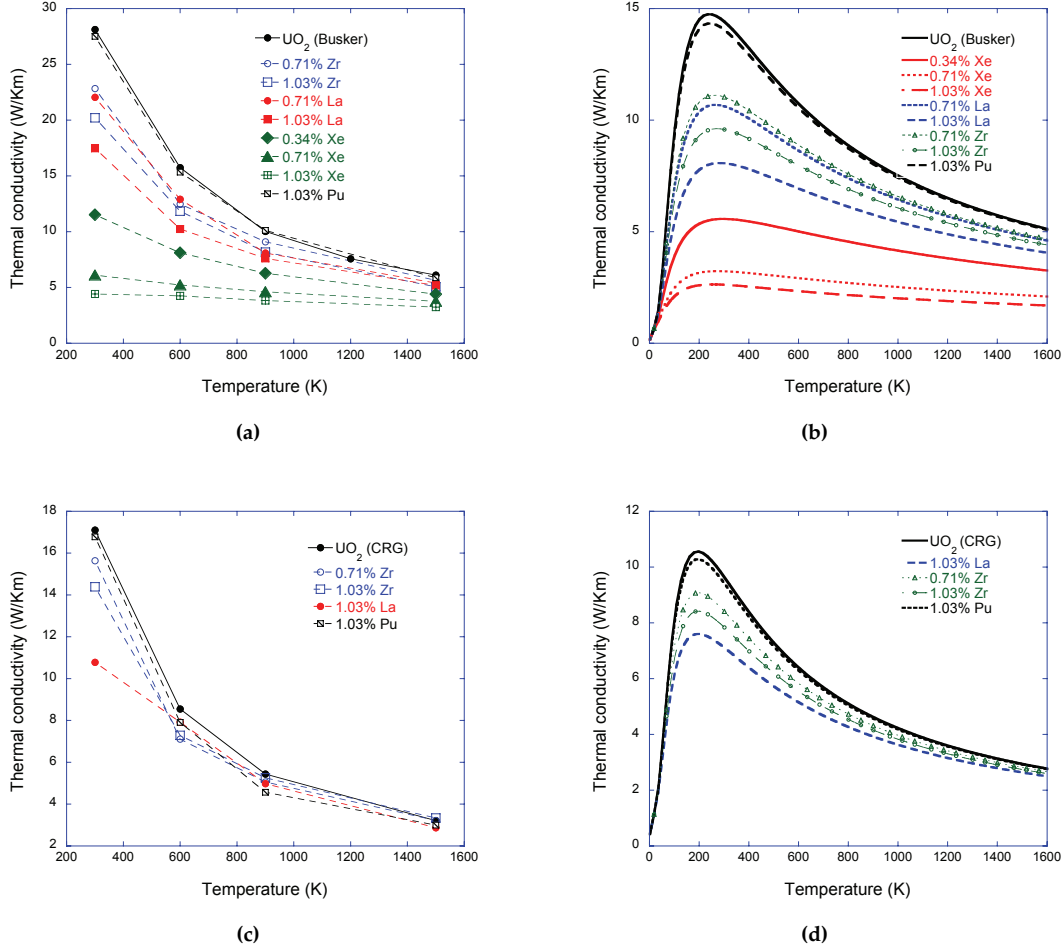 30
25
20
15
10
5
0
200 400 600 800 1000 1200 1400 1600
Thermal conductivity (W/Km)
Temperature (K)
UO2 (Busker)
0.71% Zr
1.03% Zr
0.71% La
1.03% La
0.34% Xe
0.71% Xe
1.03% Xe
1.03% Pu
(a)
15
10
5
0
0 200 400 600 800 1000 1200 1400 1600
Thermal conductivity (W/Km)
Temperature (K)
UO2 (Busker)
0.34% Xe
0.71% Xe
1.03% Xe
0.71% La
1.03% La
0.71% Zr
1.03% Zr
1.03% Pu
(b)
18
16
14
12
10
8
6
4
2
200 400 600 800 1000 1200 1400 1600
Thermal conductivity (W/Km)
Temperature (K)
UO2 (CRG)
0.71% Zr
1.03% Zr
1.03% La
1.03% Pu
(c)
12
10
8
6
4
2
0
0 200 400 600 800 1000 1200 1400 1600
Thermal conductivity (W/Km)
Temperature (K)
UO2 (CRG)
1.03% La
0.71% Zr
1.03% Zr
1.03% Pu
(d)